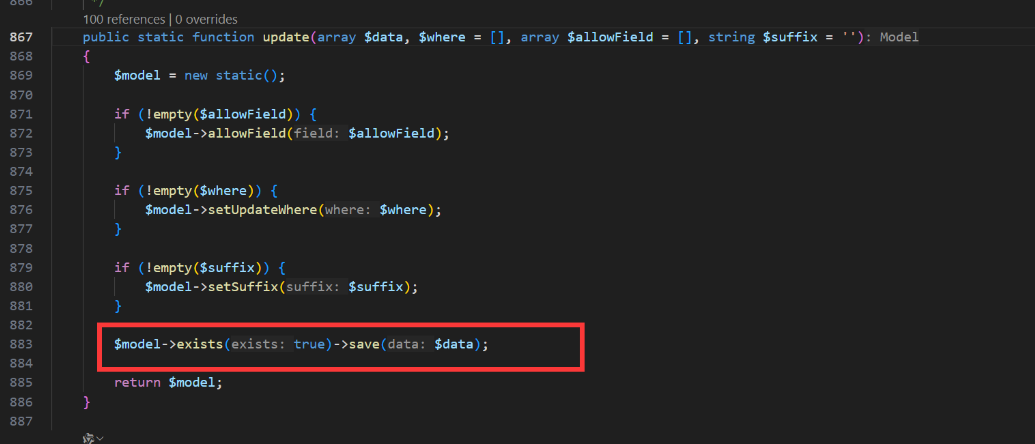 866 */
100 references | 0 overrides
867 public static function update(array $data, $where = [], array $allowField = [], string $suffix = ''): Model
868 {
869 $model = new static();
870
871 if (!empty($allowField)) {
872 $model->allowField(field: $allowField);
873 }
874
875 if (!empty($where)) {
876 $model->setUpdateWhere(where: $where);
877 }
878
879 if (!empty($suffix)) {
880 $model->setSuffix(suffix: $suffix);
881 }
882
883 $model->exists(exists: true)->save(data: $data);
884
885 return $model;
886 }
887